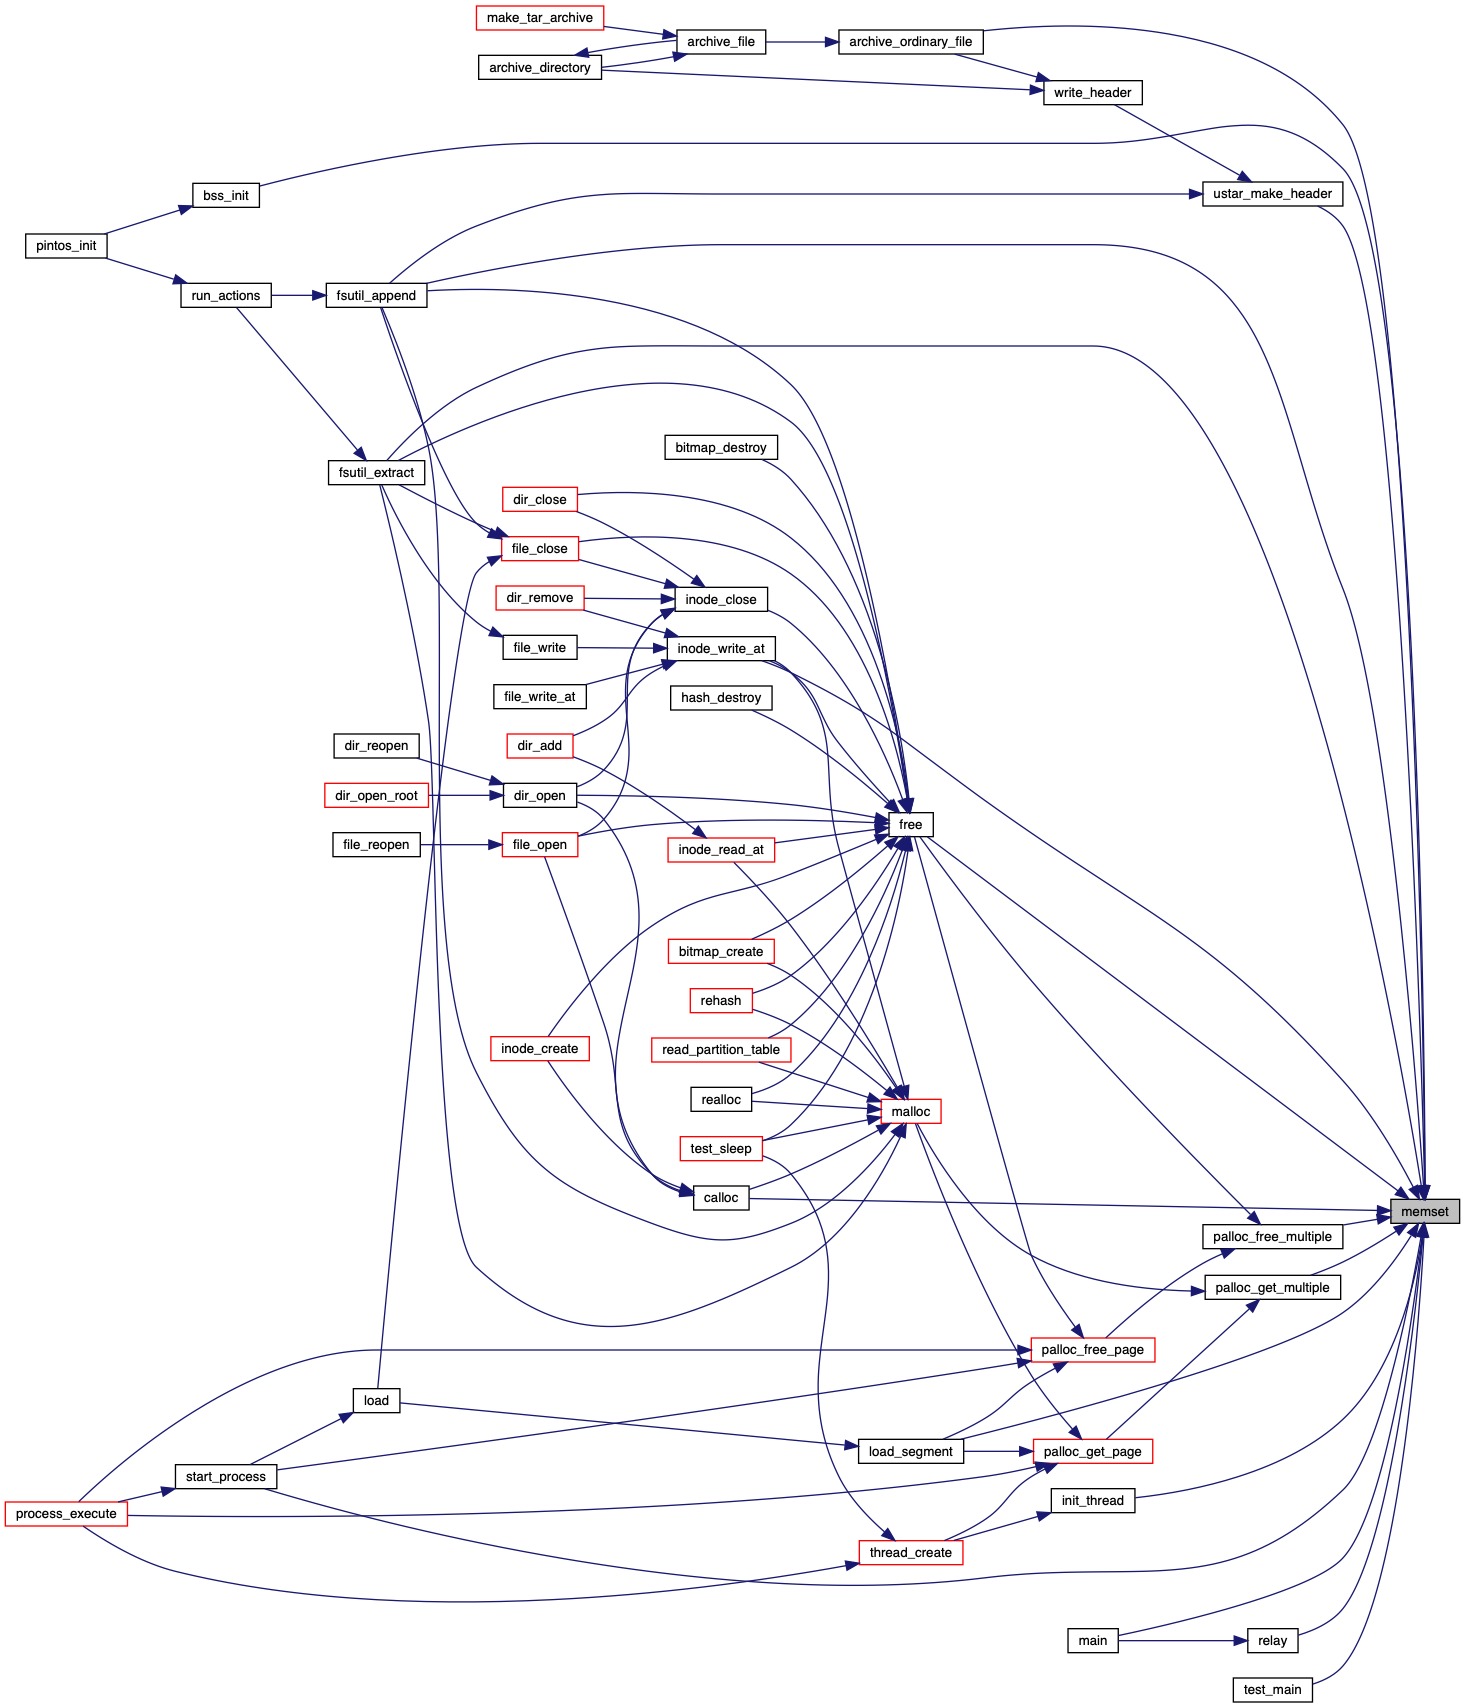 make_tar_archive
archive_file
archive_ordinary_file
archive_directory
write_header
bss_init
ustar_make_header
pintos_init
run_actions
fsutil_append
bitmap_destroy
fsutil_extract
dir_close
file_close
dir_remove
inode_close
file_write
inode_write_at
file_write_at
hash_destroy
dir_reopen
dir_add
dir_open_root
dir_open
free
file_reopen
file_open
inode_read_at
bitmap_create
rehash
inode_create
read_partition_table
realloc
malloc
test_sleep
calloc
memset
palloc_free_multiple
palloc_get_multiple
palloc_free_page
load
load_segment
palloc_get_page
start_process
process_execute
init_thread
thread_create
main
relay
test_main